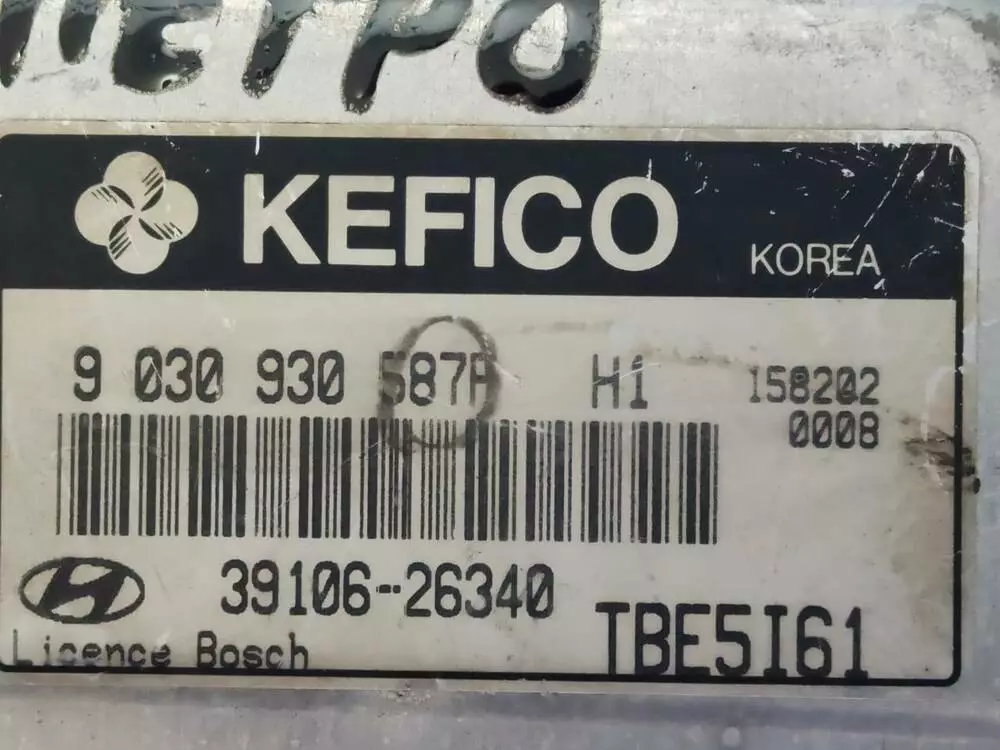 KEFICO
KOREA
9 030 930 587A H1 158202
0008
39106-26340
TBE5I61
Licence Bosch